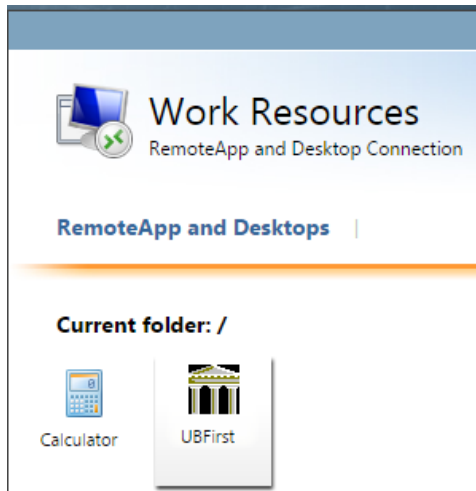 Work Resources
RemoteApp and Desktop Connection
RemoteApp and Desktops |
Current folder: /
Calculator
UBFirst